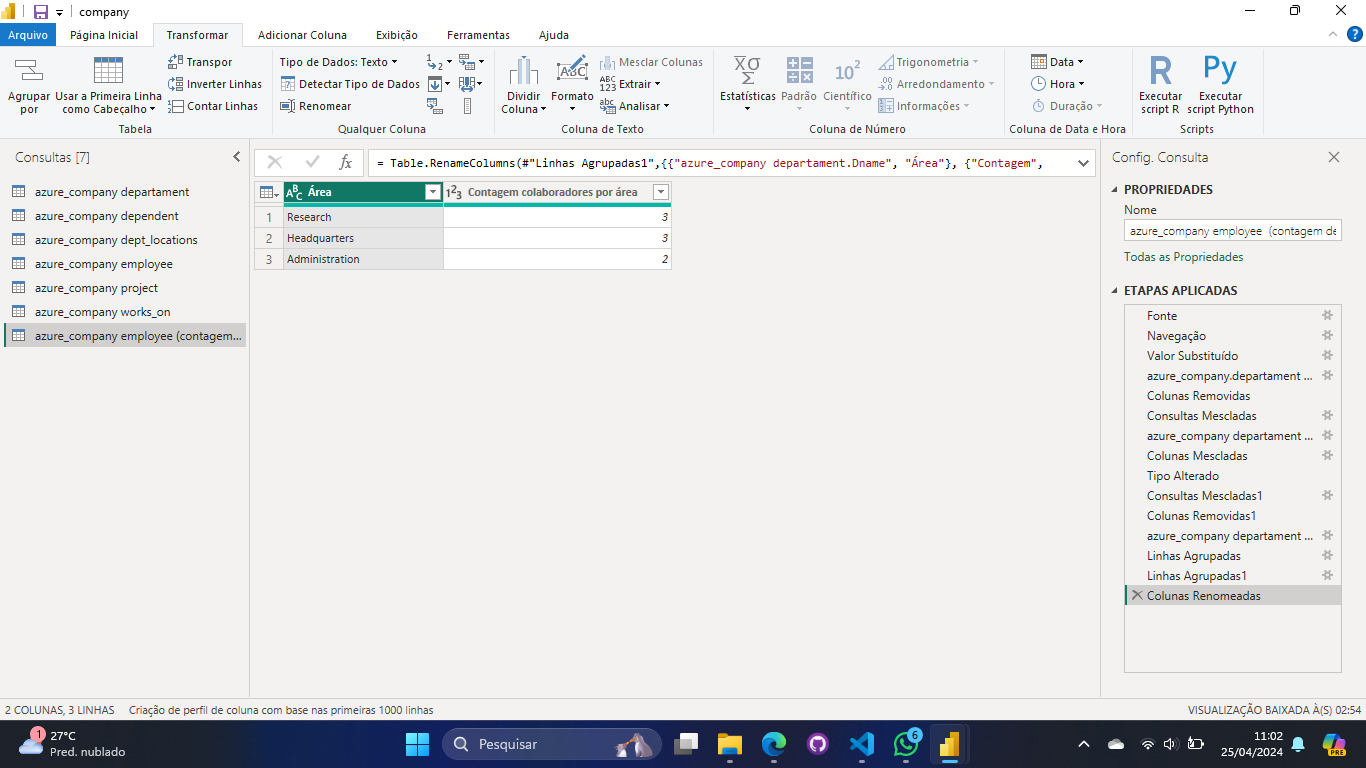 company
Arquivo
Página Inicial
Transformar
Adicionar Coluna
Exibição
Ferramentas
Ajuda
Agrupar por
Usar a Primeira Linha como Cabeçalho
Transpor
Inverter Linhas
Contar Linhas
Tabela
Tipo de Dados: Texto
Detectar Tipo de Dados
Renomear
Qualquer Coluna
Dividir Coluna
Formato
Mesclar Colunas
Extrair
Analisar
Coluna de Texto
Estatísticas
Padrão
Científico
Trigonometria
Arredondamento
Informações
Coluna de Número
Data
Hora
Duração
Coluna de Data e Hora
Executar script R
Executar script Python
Scripts
Consultas [7]
azure_company departament
azure_company dependent
azure_company dept_locations
azure_company employee
azure_company project
azure_company works_on
azure_company employee (contagem...
= Table.RenameColumns(#"Linhas Agrupadas1",{{"azure_company departament.Dname", "Área"}, {"Contagem",
Área
Contagem colaboradores por área
1 Research 3
2 Headquarters 3
3 Administration 2
Config. Consulta
PROPRIEDADES
Nome
azure_company employee (contagem de
Todas as Propriedades
ETAPAS APLICADAS
Fonte
Navegação
Valor Substituído
azure_company.departament ...
Colunas Removidas
Consultas Mescladas
azure_company departament ...
Colunas Mescladas
Tipo Alterado
Consultas Mescladas1
Colunas Removidas1
azure_company departament ...
Linhas Agrupadas
Linhas Agrupadas1
Colunas Renomeadas
2 COLUNAS, 3 LINHAS
Criação de perfil de coluna com base nas primeiras 1000 linhas
VISUALIZAÇÃO BAIXADA À(S) 02:54
1
27°C
Pred. nublado
Pesquisar
6
11:02
25/04/2024
PRE